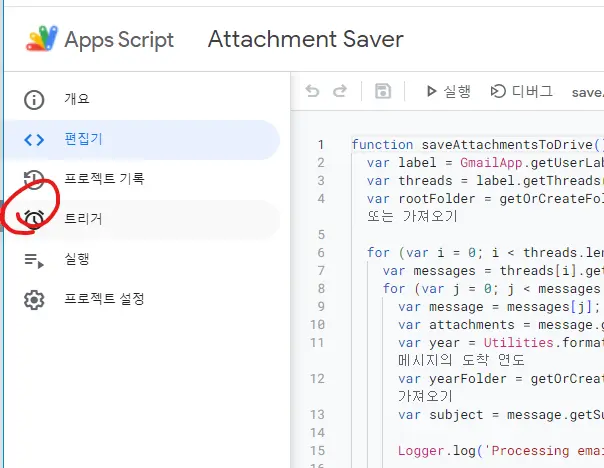 Apps Script Attachment Saver
개요
편집기
프로젝트 기록
트리거
실행
프로젝트 설정
실행 디버그 save
1 function saveAttachmentsToDrive()
2 var label = GmailApp.getUserLab
3 var threads = label.getThreads(
4 var rootFolder = getOrCreateFol
또는 가져오기
5
6 for (var i = 0; i < threads.len
7 var messages = threads[i].get
8 for (var j = 0; j < messages
9 var message = messages[j];
10 var attachments = message.g
11 var year = Utilities.format
메시지의 도착 연도
12 var yearFolder = getOrCreat
가져오기
13 var subject = message.getSu
14
15 Logger.log('Processing emai